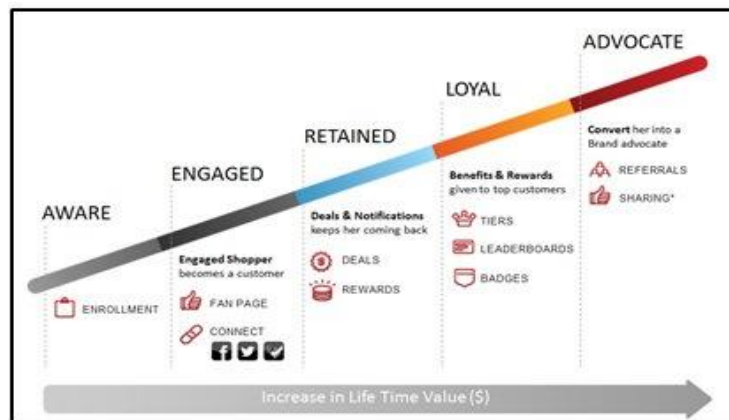 AWARE
ENROLLMENT
ENGAGED
Engaged Shopper
becomes a customer
FAN PAGE
CONNECT
RETAINED
Deals & Notifications
keeps her coming back
DEALS
REWARDS
LOYAL
Benefits & Rewards
given to top customers
TIERS
LEADERBOARDS
BADGES
ADVOCATE
Convert her into a
Brand advocate
REFERRALS
SHARING*
Increase in Life Time Value ($)